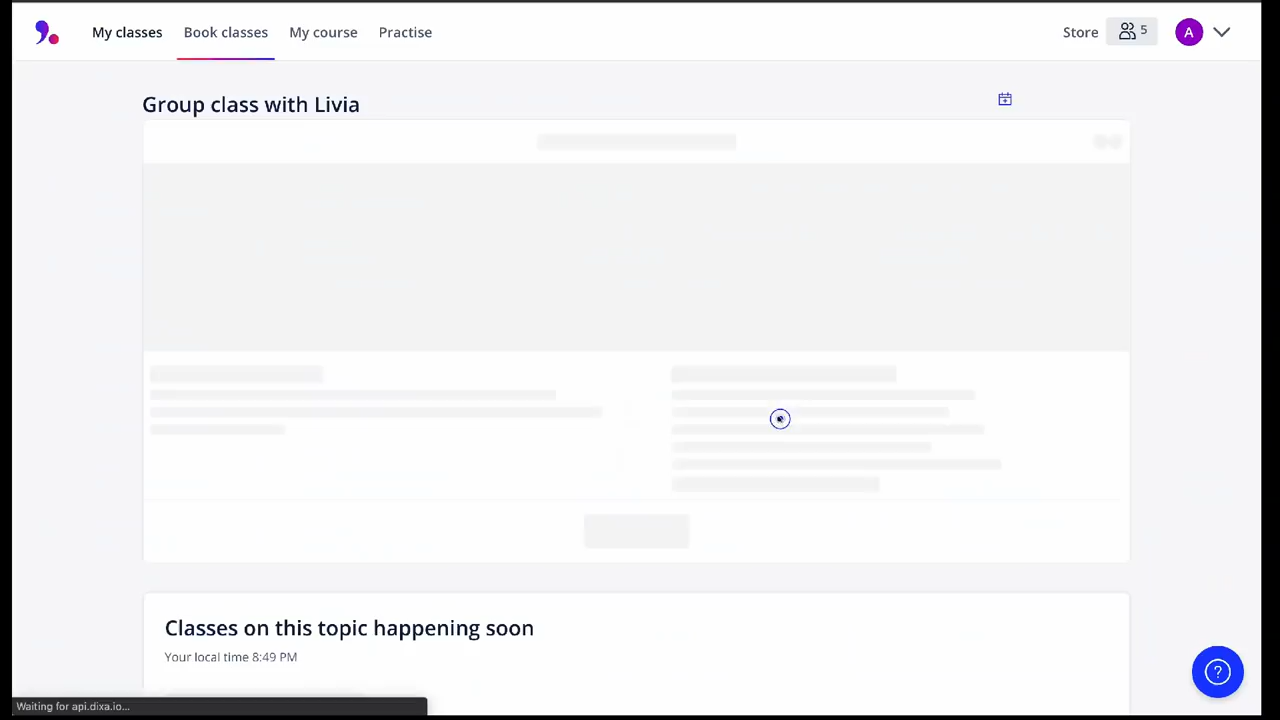 My classes Book classes My course Practise Store 5 A
Group class with Livia
Classes on this topic happening soon
Your local time 8:49 PM
?
Waiting for api.dixa.io...